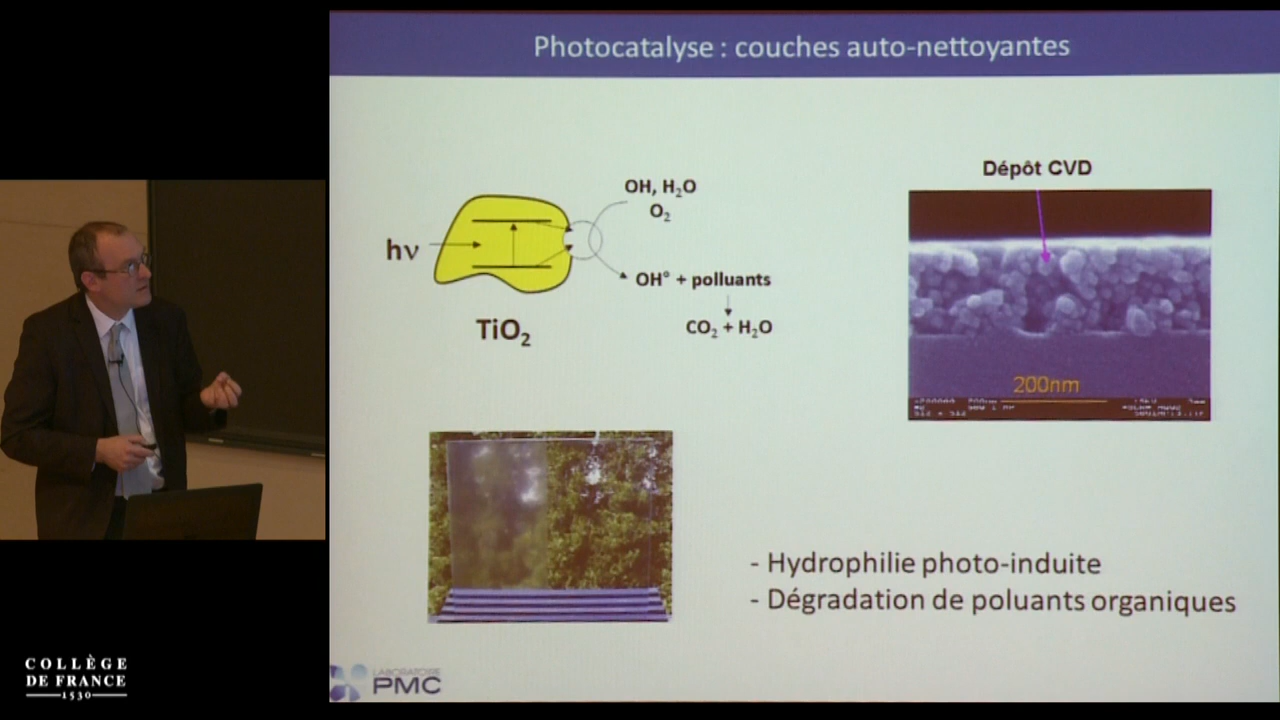 Photocatalyse : couches auto-nettoyantes
Dépôt CVD
OH, H₂O
O₂
hν
OH° + polluants
CO₂ + H₂O
TiO₂
200nm
- Hydrophilie photo-induite
- Dégradation de poluants organiques
COLLÈGE
DE FRANCE
1530
LABORATOIRE
PMC